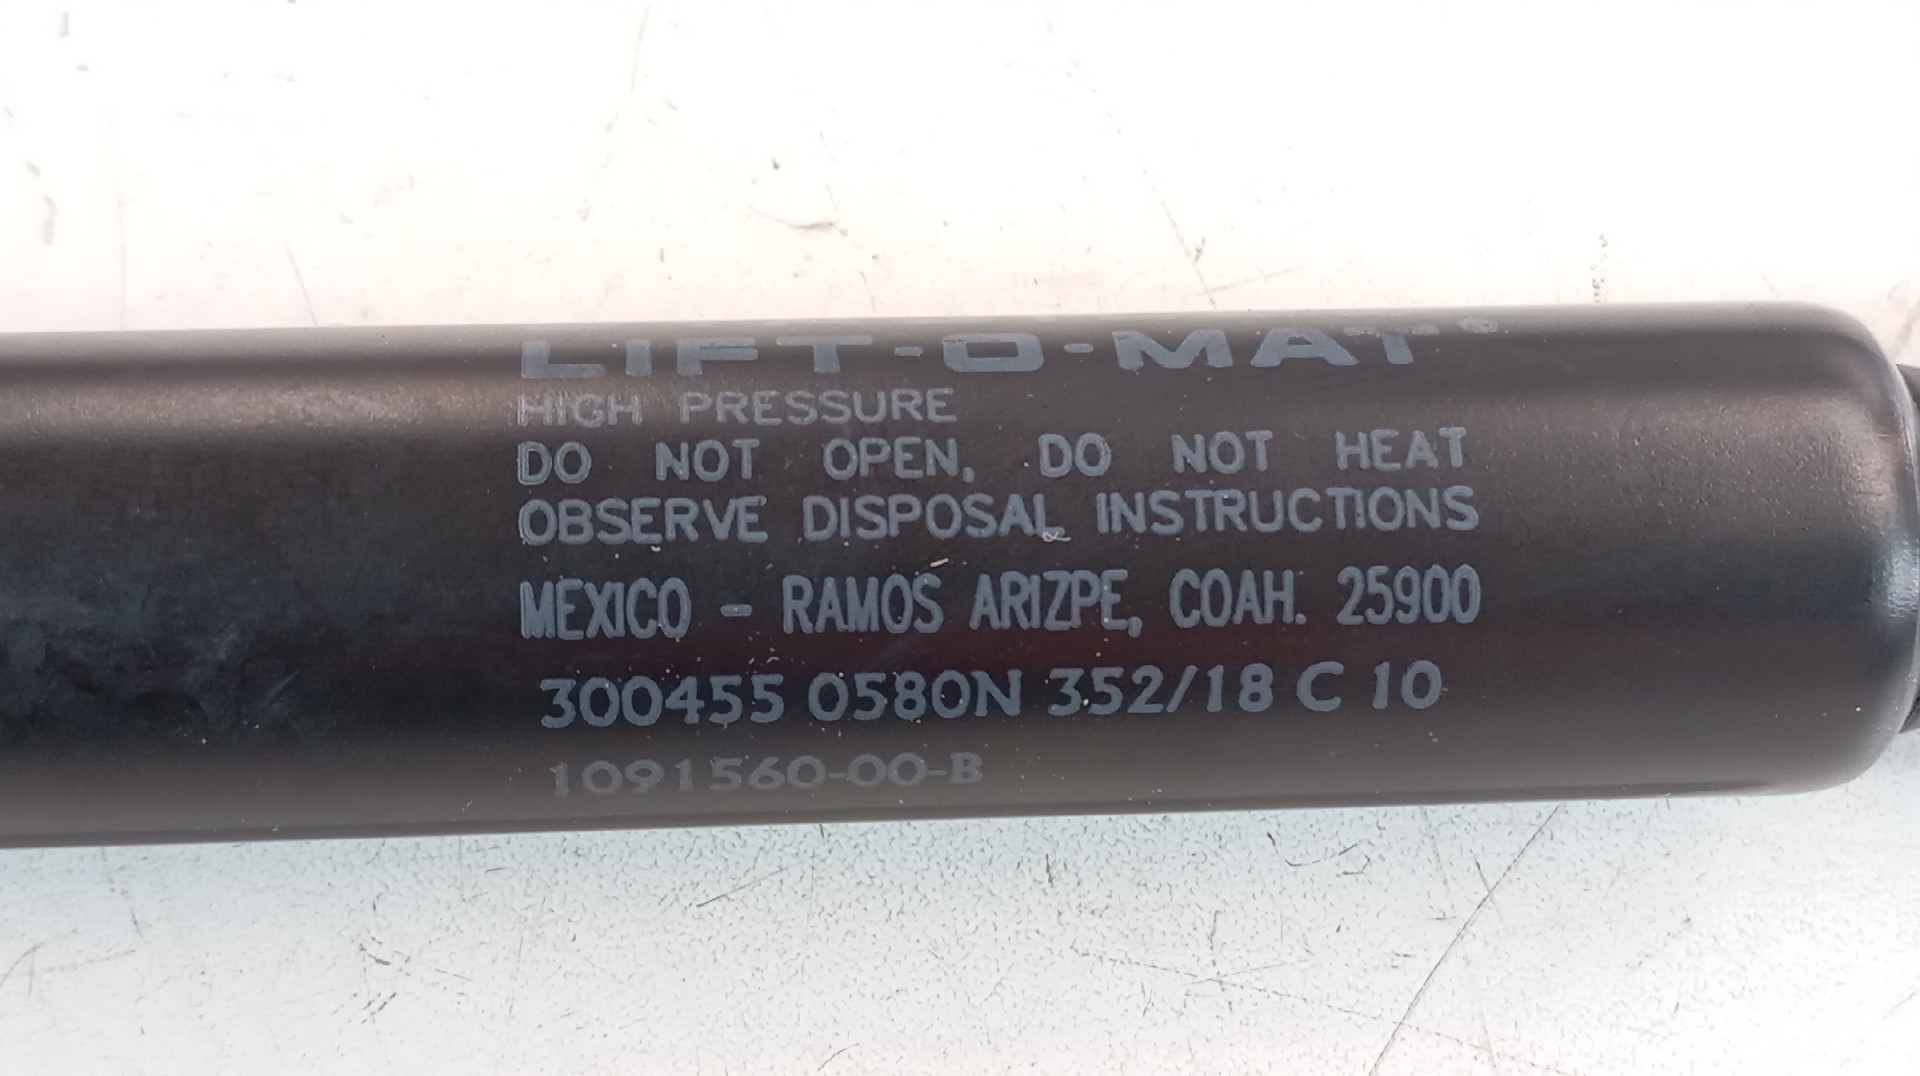 LIFT-O-MAT®
HIGH PRESSURE
DO NOT OPEN, DO NOT HEAT
OBSERVE DISPOSAL INSTRUCTIONS
MEXICO - RAMOS ARIZPE, COAH. 25900
300455 0580N 352/18 C 10
1091560-00-B